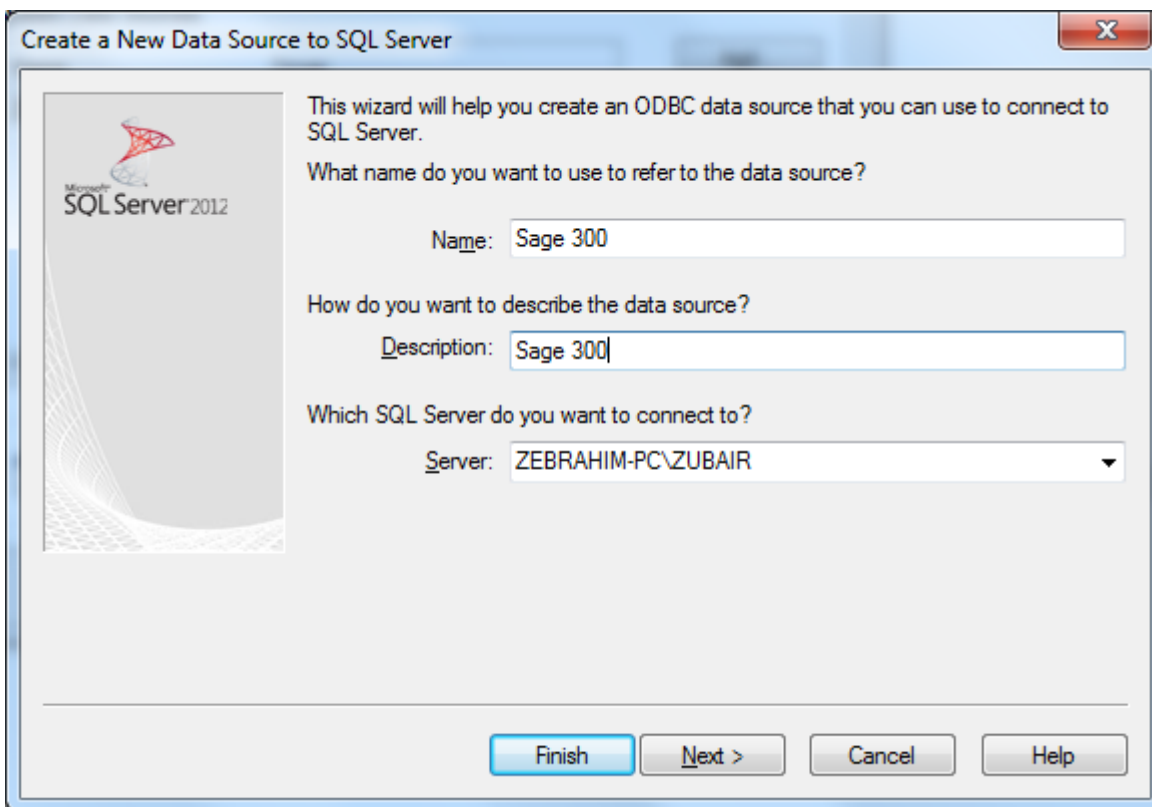 Create a New Data Source to SQL Server
Microsoft
SQL Server 2012
This wizard will help you create an ODBC data source that you can use to connect to
SQL Server.
What name do you want to use to refer to the data source?
Name: Sage 300
How do you want to describe the data source?
Description: Sage 300
Which SQL Server do you want to connect to?
Server: ZEBRAHIM-PC\ZUBAIR
Finish Next > Cancel Help